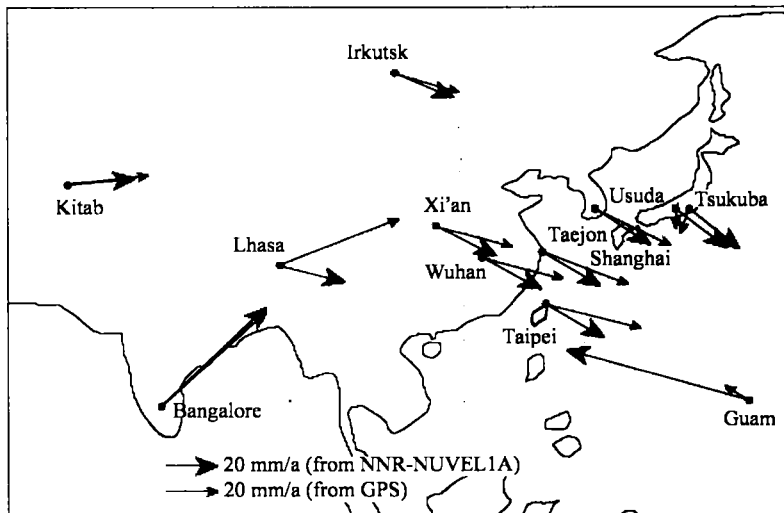 Irkutsk
Kitab
Usuda
Tsukuba
Xi'an
Lhasa
Taejon
Wuhan
Shanghai
Taipei
Bangalore
Guam
20 mm/a (from NNR-NUVEL1A)
20 mm/a (from GPS)